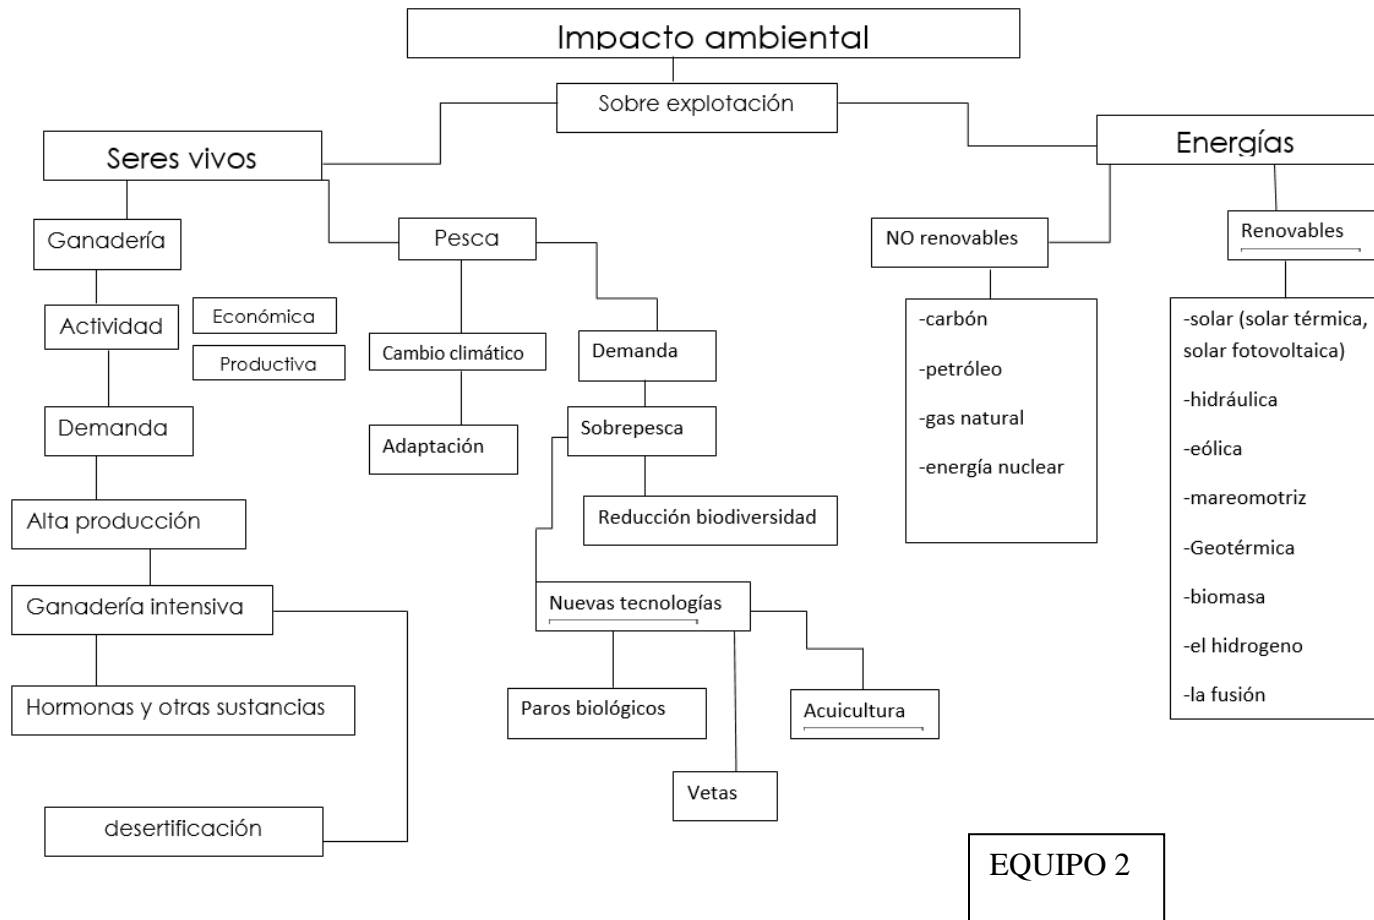 Impacto ambiental
Sobre explotación
Seres vivos
Energías
Ganadería
Pesca
NO renovables
Renovables
Actividad
Económica
Productiva
Cambio climático
Demanda
-carbón
-petróleo
-gas natural
-energía nuclear
-solar (solar térmica,
solar fotovoltaica)
-hidráulica
-eólica
-mareomotriz
-Geotérmica
-biomasa
-el hidrogeno
-la fusión
Demanda
Adaptación
Sobrepesca
Alta producción
Reducción biodiversidad
Ganadería intensiva
Nuevas tecnologías
Hormonas y otras sustancias
Paros biológicos
Acuicultura
Vetas
desertificación
EQUIPO 2